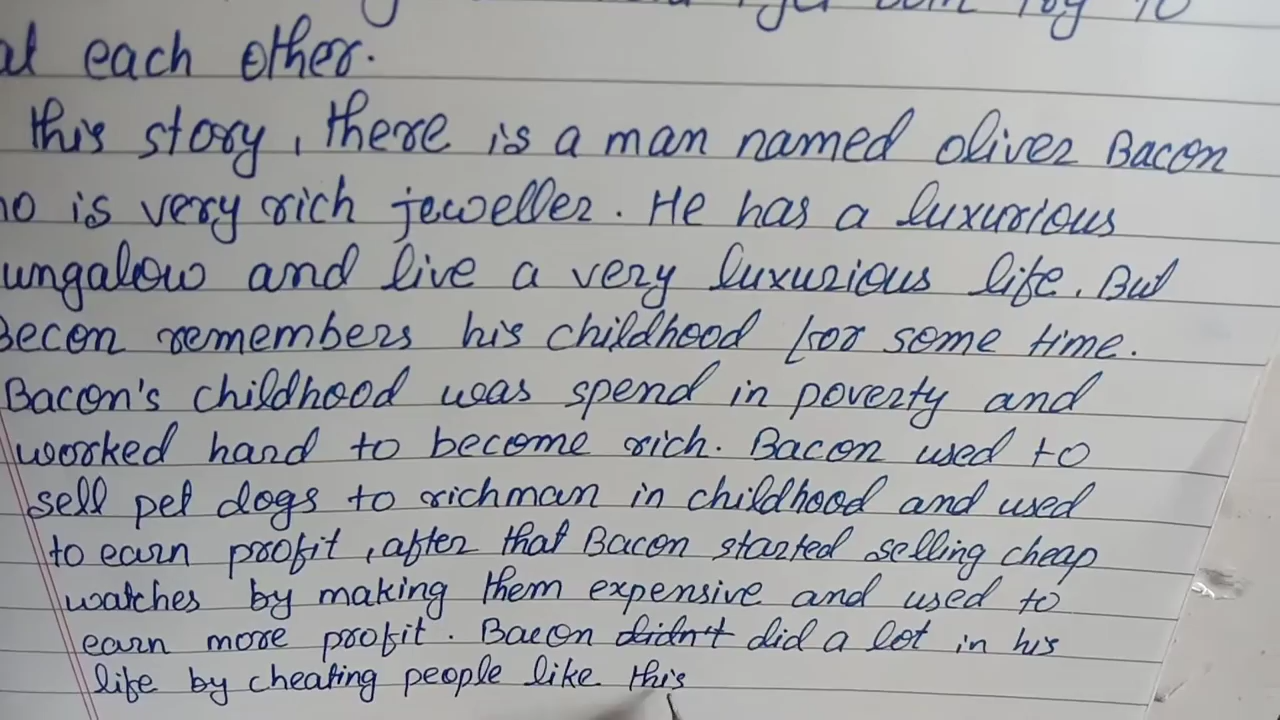 each other.
this story, there is a man named oliver Bacon
is very rich jeweller. He has a luxurious
ungalow and live a very luxurious life. But
Becon remembers his childhood for some time.
Bacon's childhood was spend in poverty and
worked hard to become rich. Bacon used to
sell pet dogs to richman in childhood and used
to earn profit, after that Bacon started selling cheap
watches by making them expensive and used to
earn more profit. Bacon didn't did a lot in his
life by cheating people like this